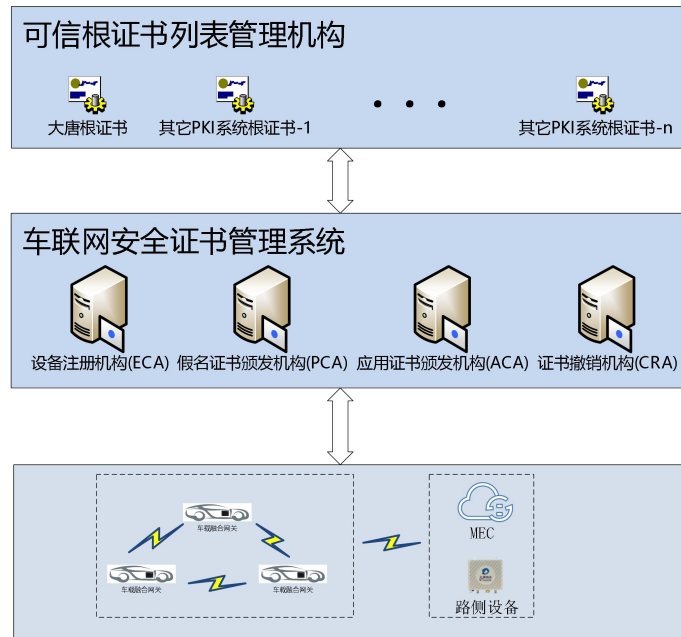 可信根证书列表管理机构
大唐根证书
其它PKI系统根证书-1
其它PKI系统根证书-n
车联网安全证书管理系统
设备注册机构(ECA)
假名证书颁发机构(PCA)
应用证书颁发机构(ACA)
证书撤销机构(CRA)
车载融合网关
车载融合网关
车载融合网关
MEC
路侧设备